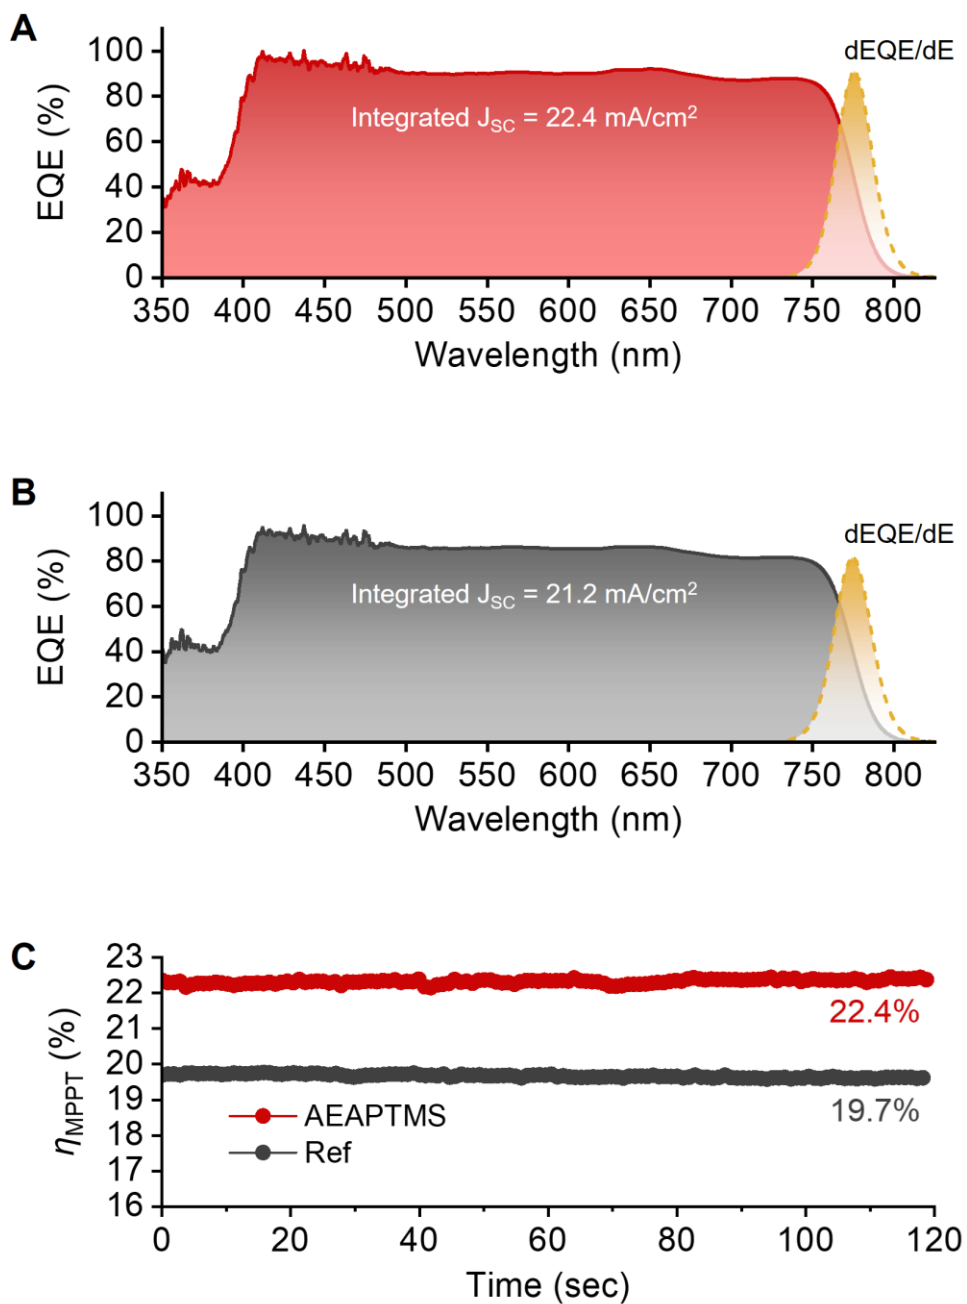 A
dEQE/dE
EQE (%)
100
80
60
40
20
0
Integrated J_SC = 22.4 mA/cm²
350 400 450 500 550 600 650 700 750 800
Wavelength (nm)
B
dEQE/dE
EQE (%)
100
80
60
40
20
0
Integrated J_SC = 21.2 mA/cm²
350 400 450 500 550 600 650 700 750 800
Wavelength (nm)
C
η_MPPT (%)
23
22
21
20
19
18
17
16
22.4%
19.7%
AEAPTMS
Ref
0 20 40 60 80 100 120
Time (sec)